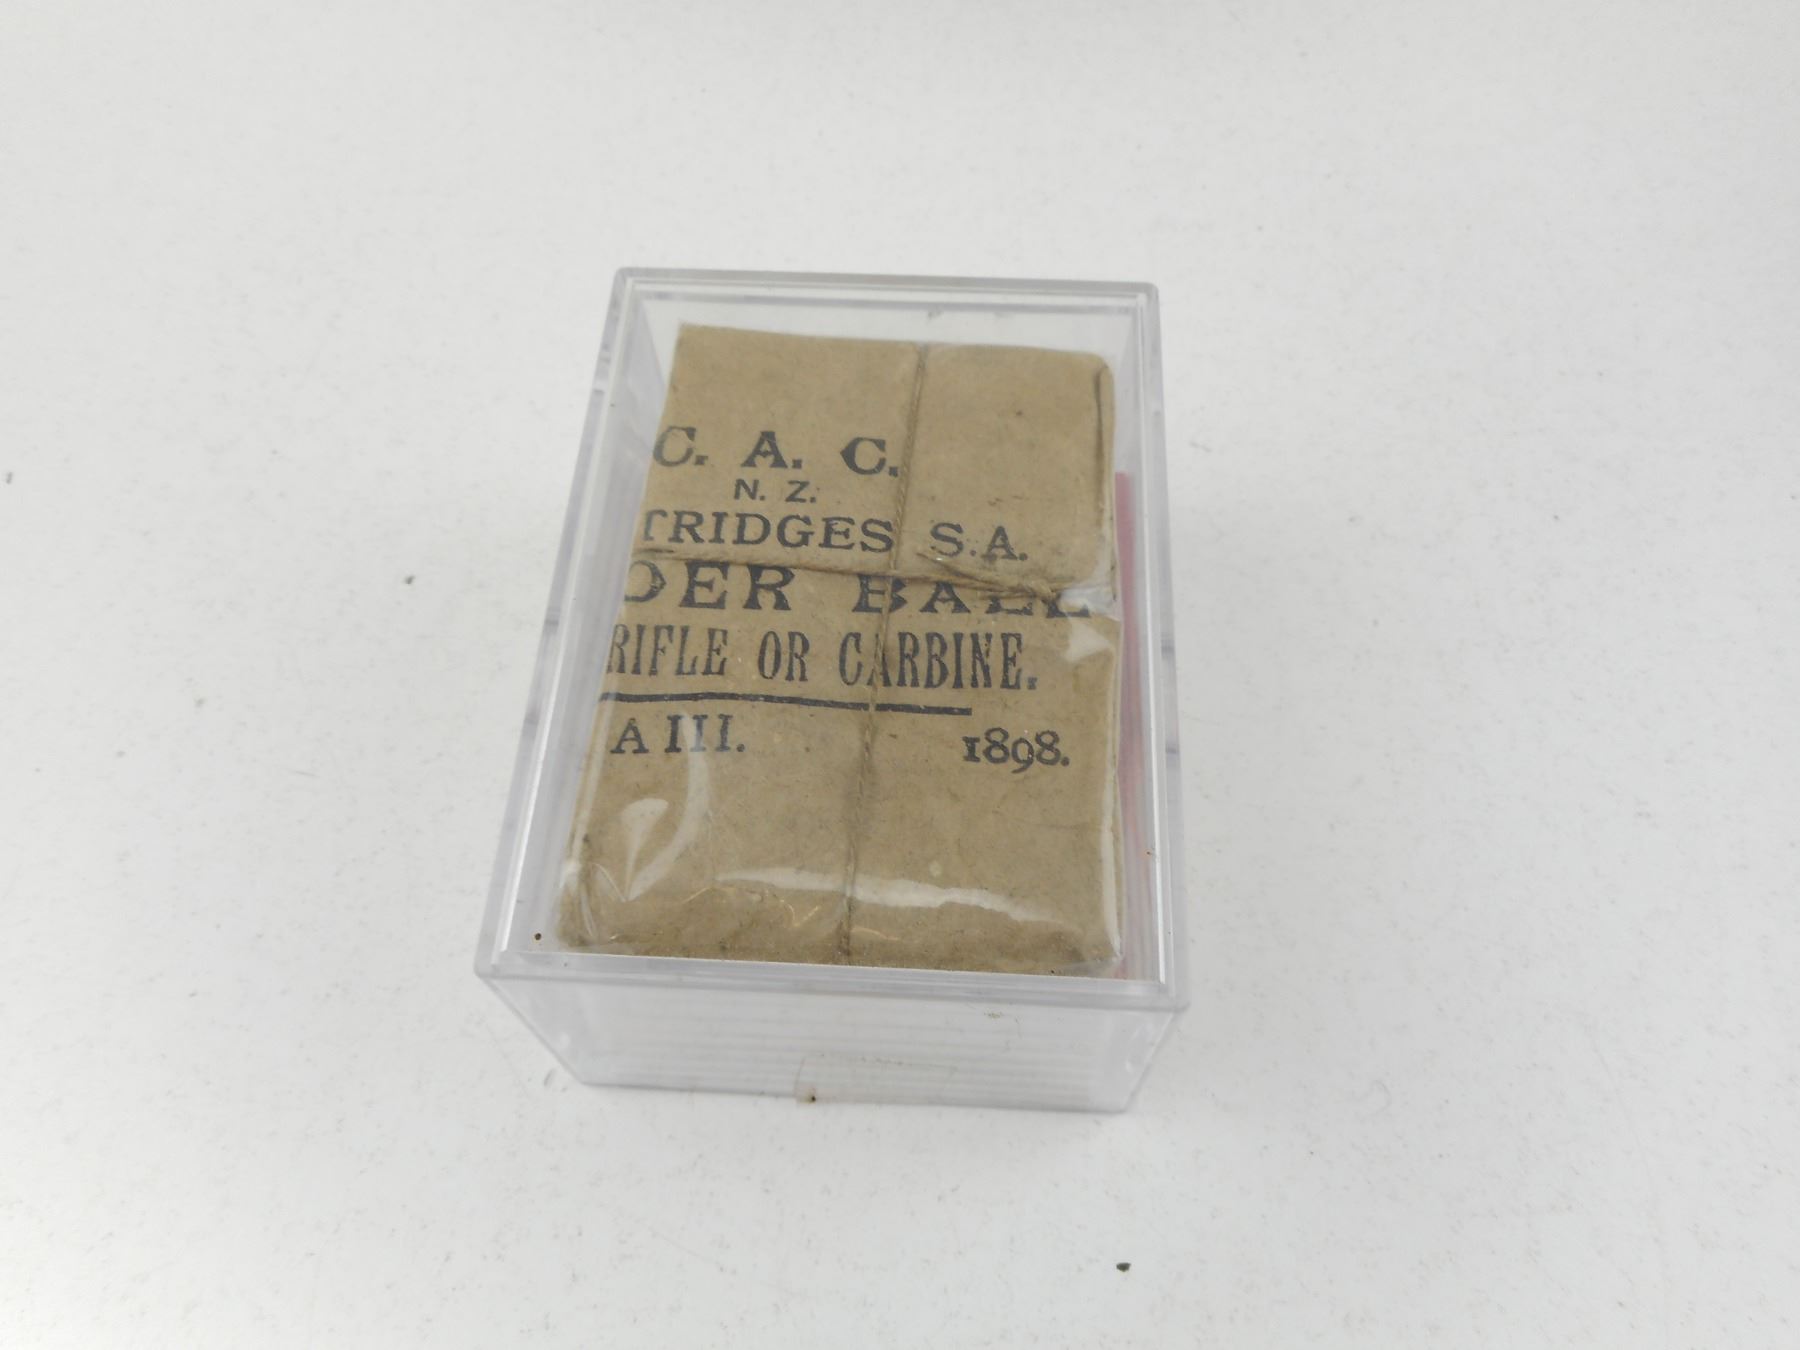 C. A. C.
N. Z.
TRIDGES S.A.
DER BALL
RIFLE OR CARBINE.
A III. 1898.